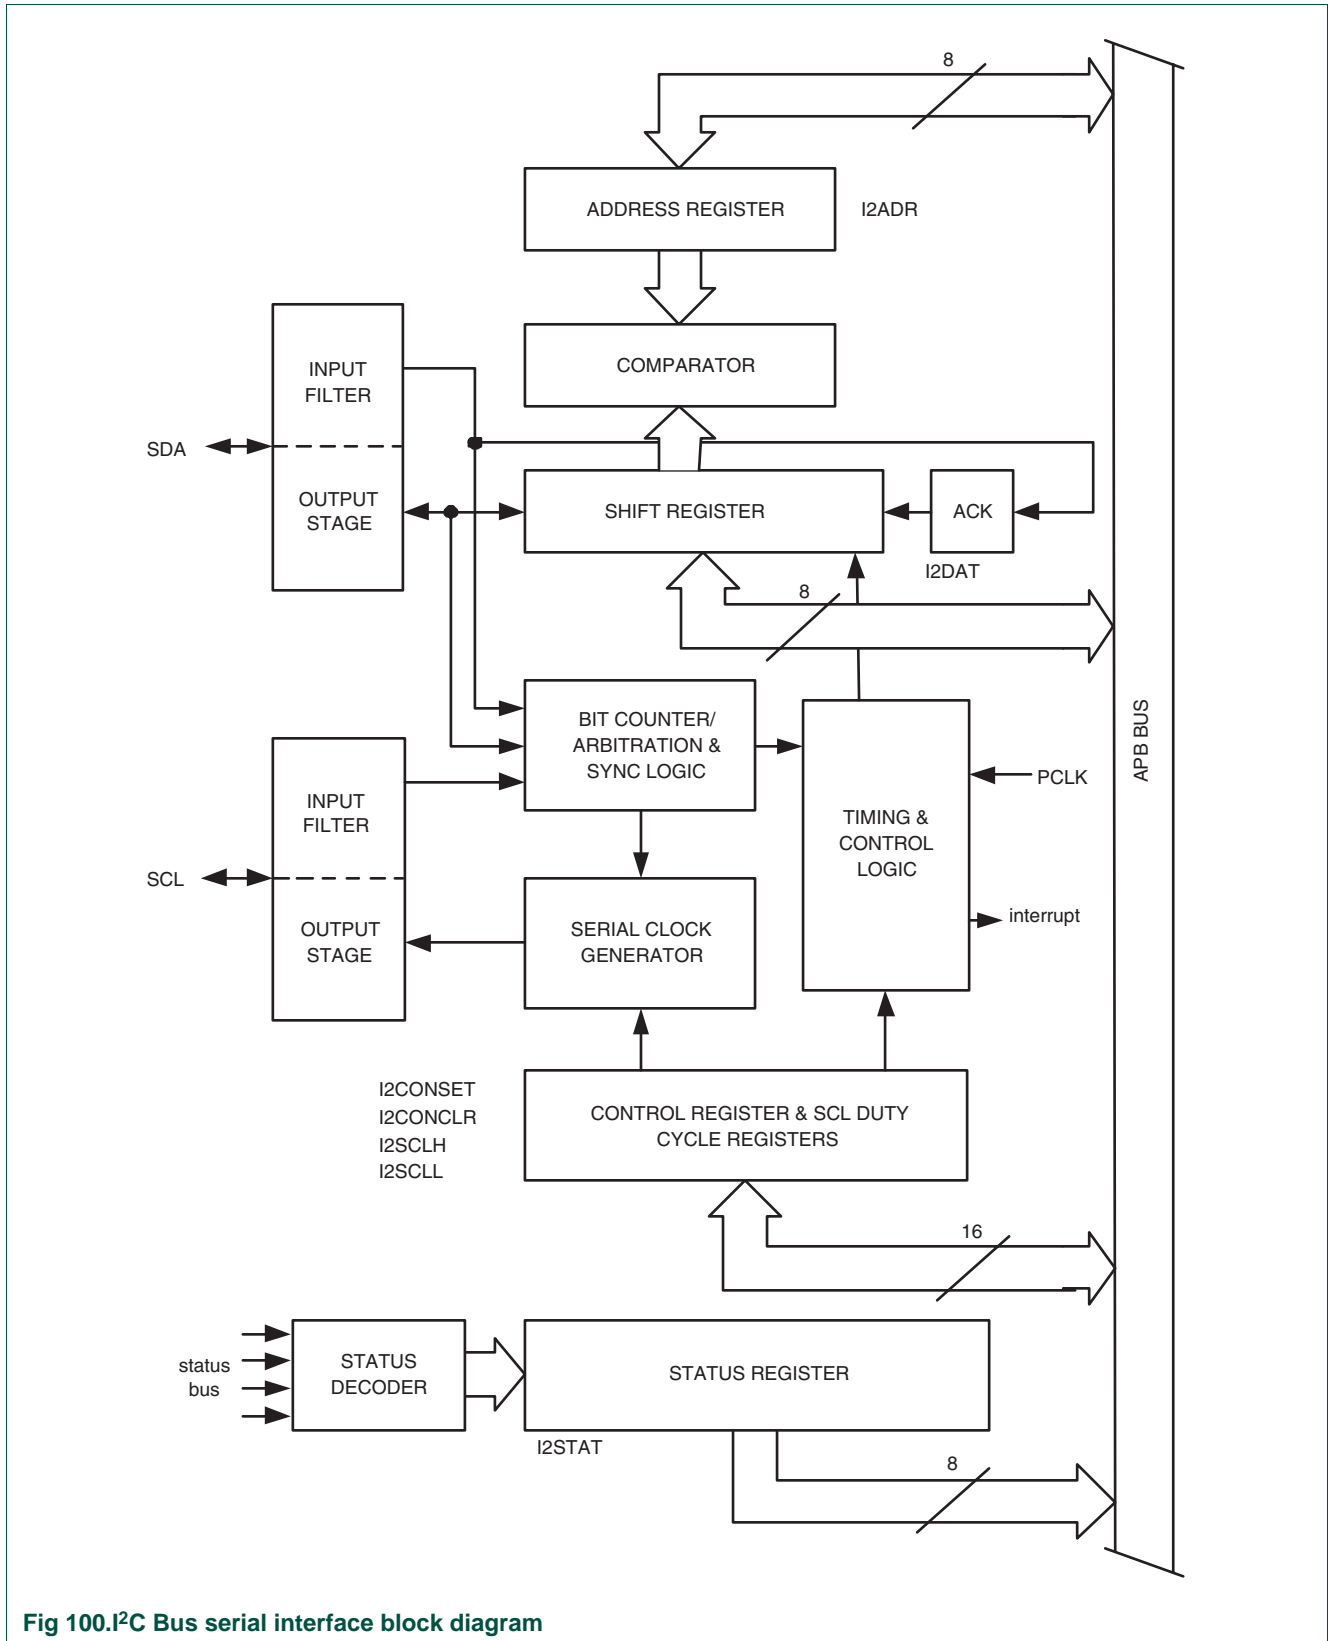 8
ADDRESS REGISTER
I2ADR
COMPARATOR
INPUT
FILTER
SDA
OUTPUT
STAGE
SHIFT REGISTER
ACK
I2DAT
8
BIT COUNTER/
ARBITRATION &
SYNC LOGIC
APB BUS
PCLK
INPUT
FILTER
TIMING &
CONTROL
LOGIC
SCL
interrupt
OUTPUT
STAGE
SERIAL CLOCK
GENERATOR
I2CONSET
I2CONCLR
I2SCLH
I2SCLL
CONTROL REGISTER & SCL DUTY
CYCLE REGISTERS
16
status
bus
STATUS
DECODER
STATUS REGISTER
I2STAT
8
Fig 100.I²C Bus serial interface block diagram